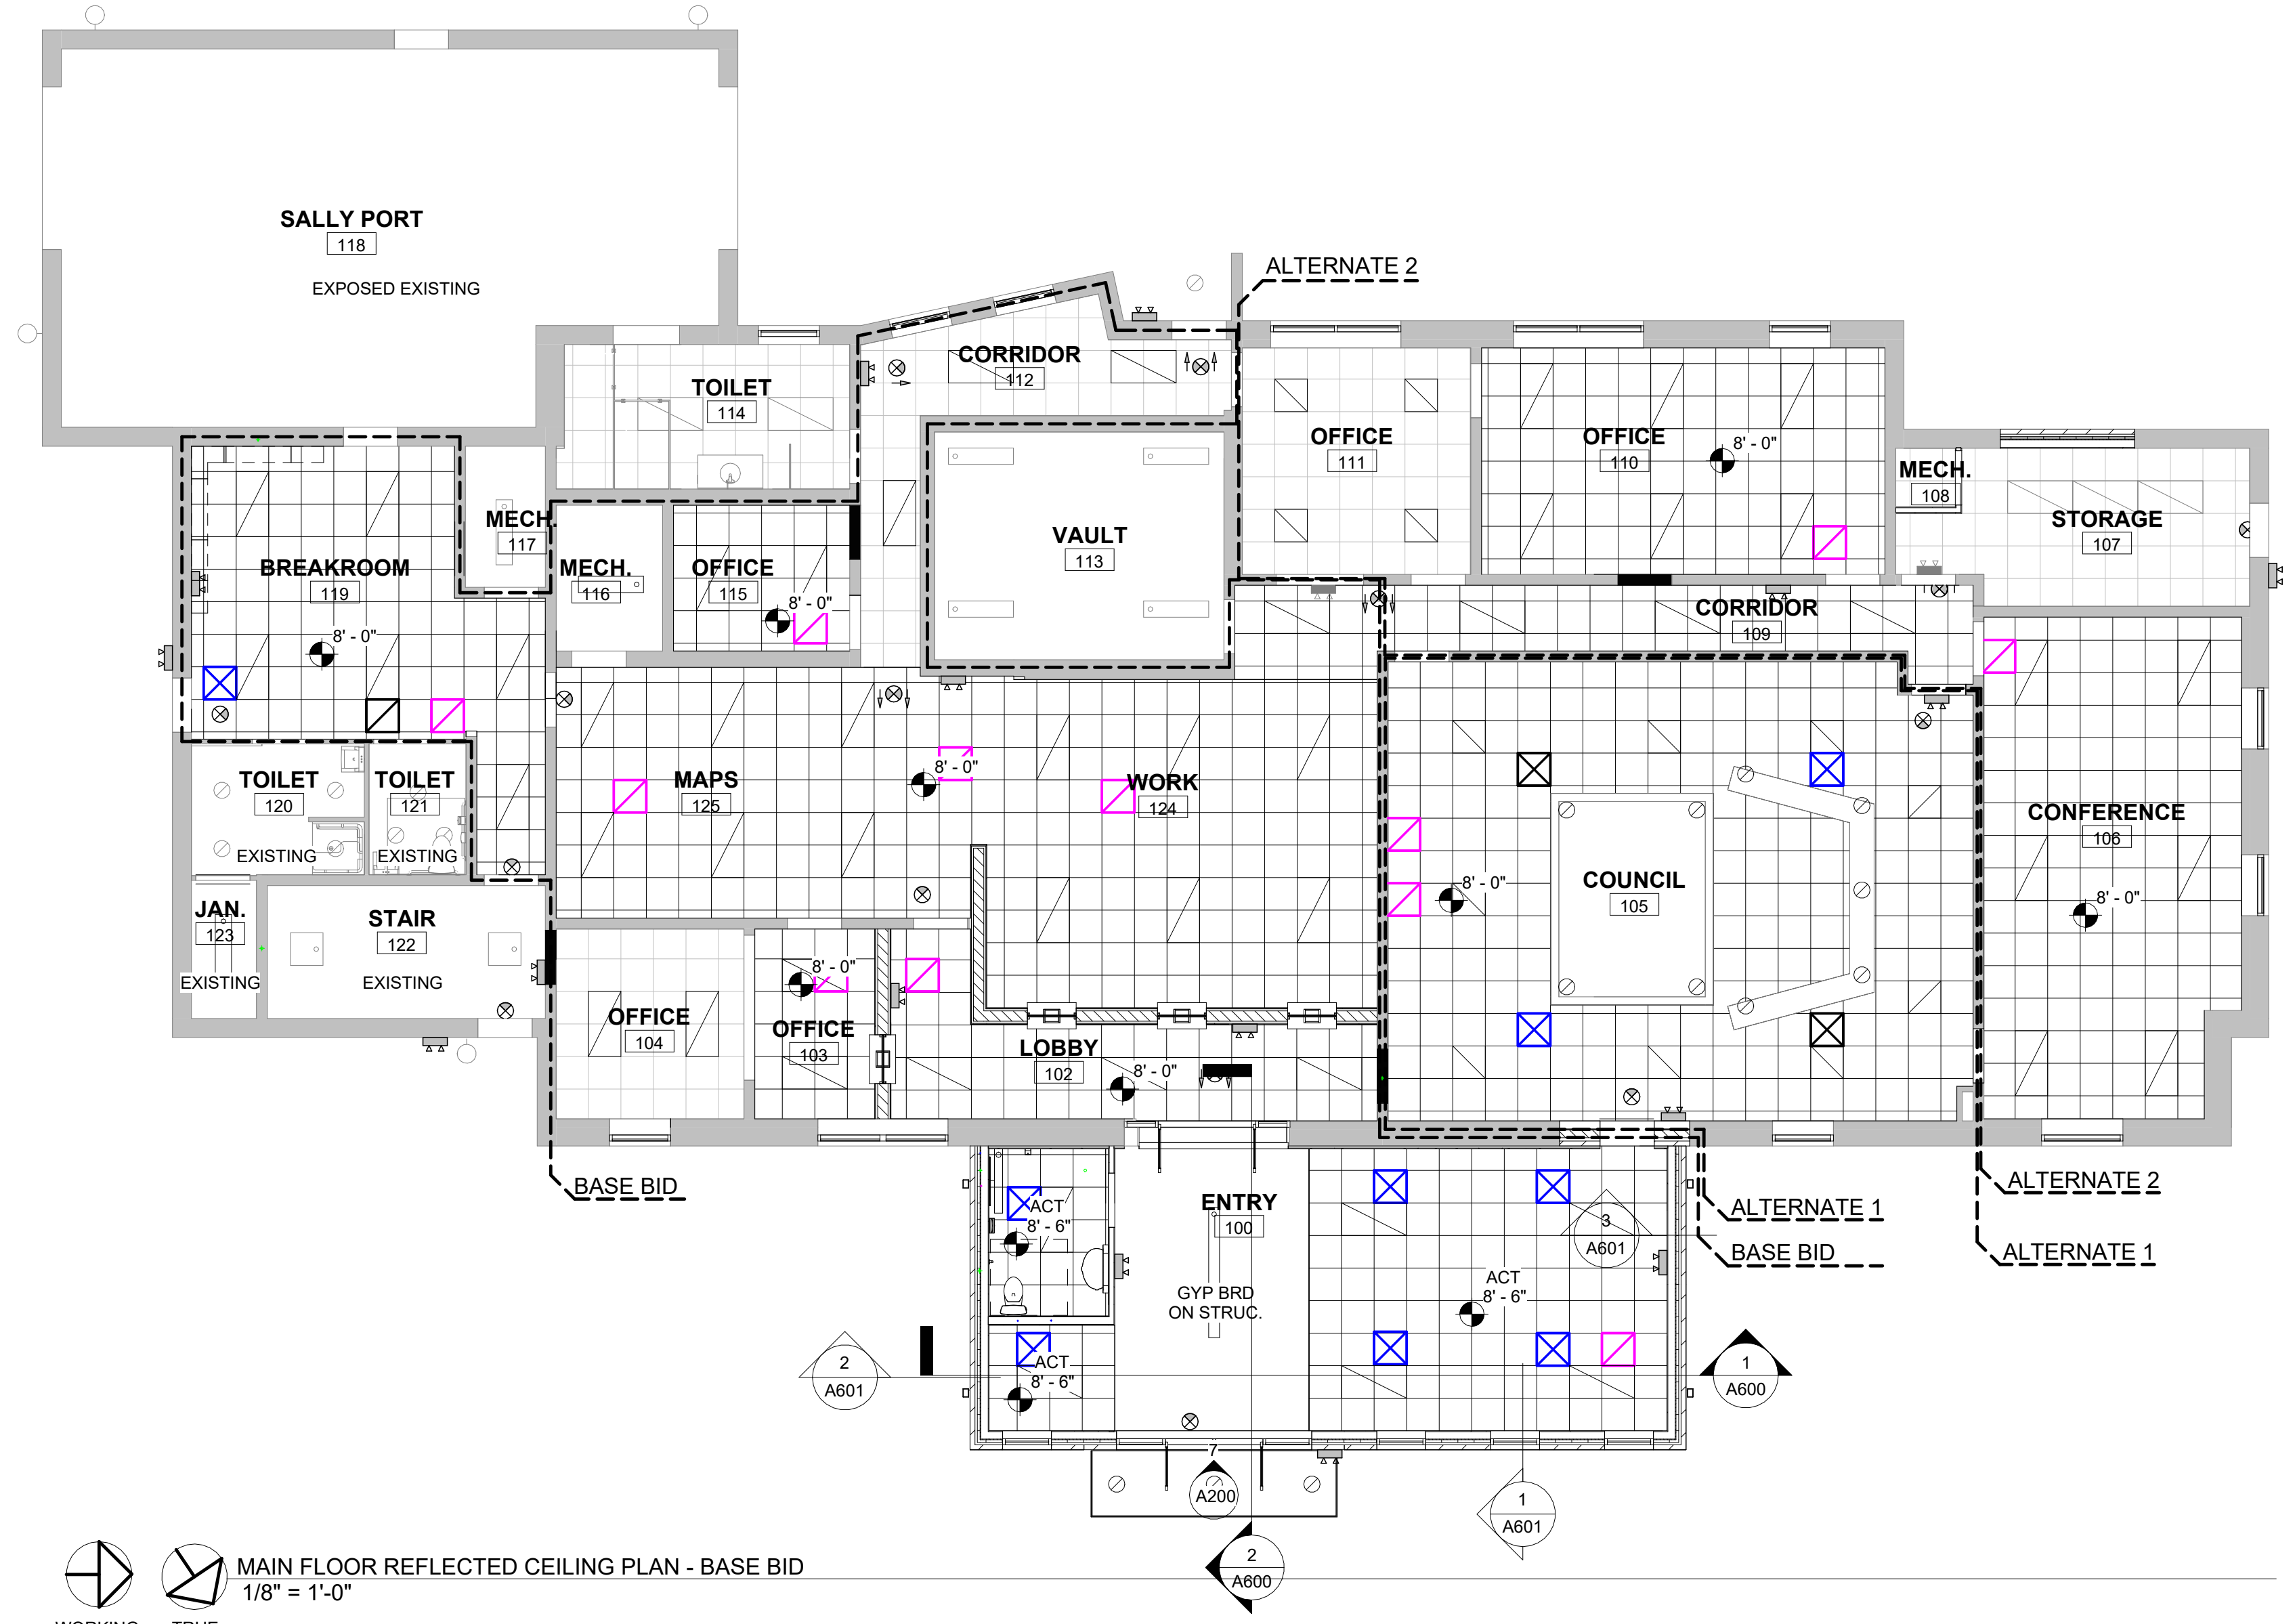 SALLY PORT
118
EXPOSED EXISTING
ALTERNATE 2
CORRIDOR
112
TOILET
114
OFFICE
111
OFFICE
110
8' - 0"
MECH.
108
STORAGE
107
MECH.
117
VAULT
113
BREAKROOM
119
8' - 0"
MECH.
116
OFFICE
115
8' - 0"
CORRIDOR
109
TOILET
120
EXISTING
TOILET
121
EXISTING
MAPS
125
8' - 0"
WORK
124
COUNCIL
105
8' - 0"
CONFERENCE
106
8' - 0"
JAN.
123
EXISTING
STAIR
122
EXISTING
OFFICE
104
8' - 0"
OFFICE
103
LOBBY
102
8' - 0"
BASE BID
ENTRY
100
GYP BRD
ON STRUC.
ACT
8' - 6"
ACT
8' - 6"
ACT
8' - 6"
3
A601
ALTERNATE 1
BASE BID
ALTERNATE 2
ALTERNATE 1
2
A601
1
A600
7
A200
1
A601
2
A600
MAIN FLOOR REFLECTED CEILING PLAN - BASE BID
1/8" = 1'-0"
WORKING
TRUE